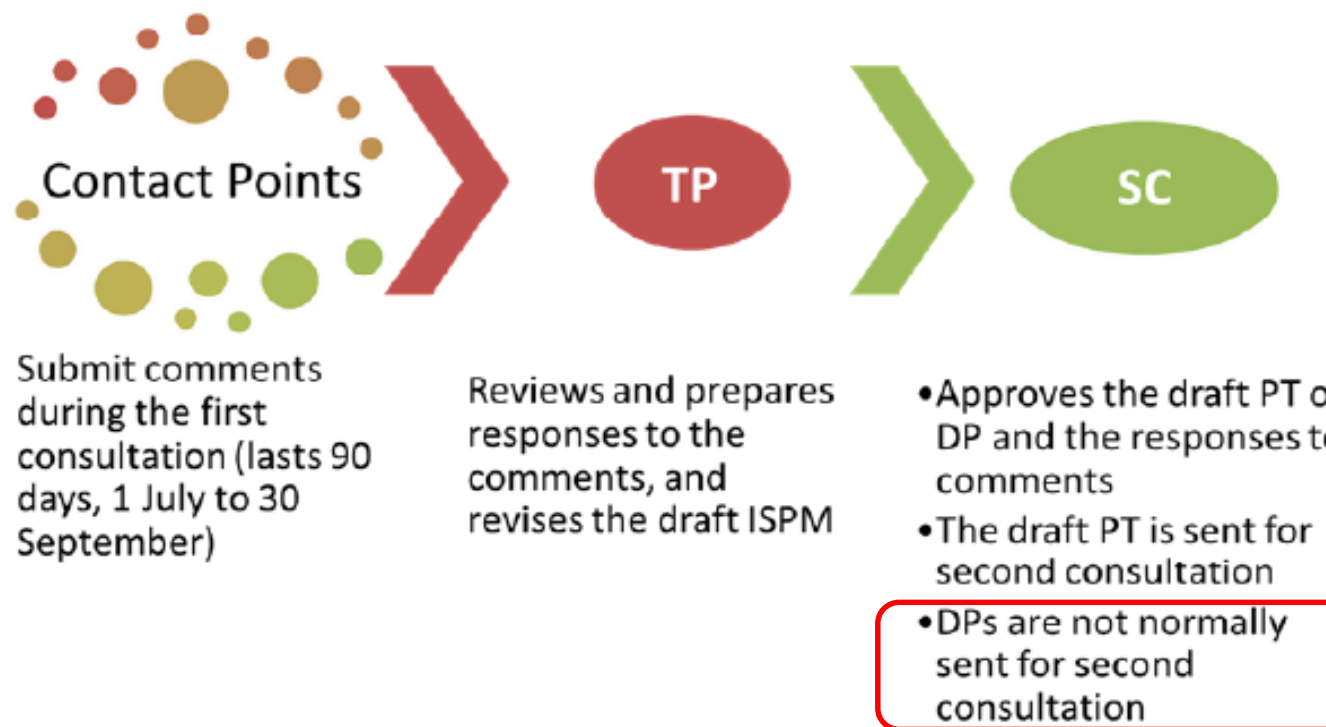 Contact Points
TP
SC
Submit comments
during the first
consultation (lasts 90
days, 1 July to 30
September)
Reviews and prepares
responses to the
comments, and
revises the draft ISPM
•Approves the draft PT
DP and the responses
comments
•The draft PT is sent for
second consultation
•DPs are not normally
sent for second
consultation